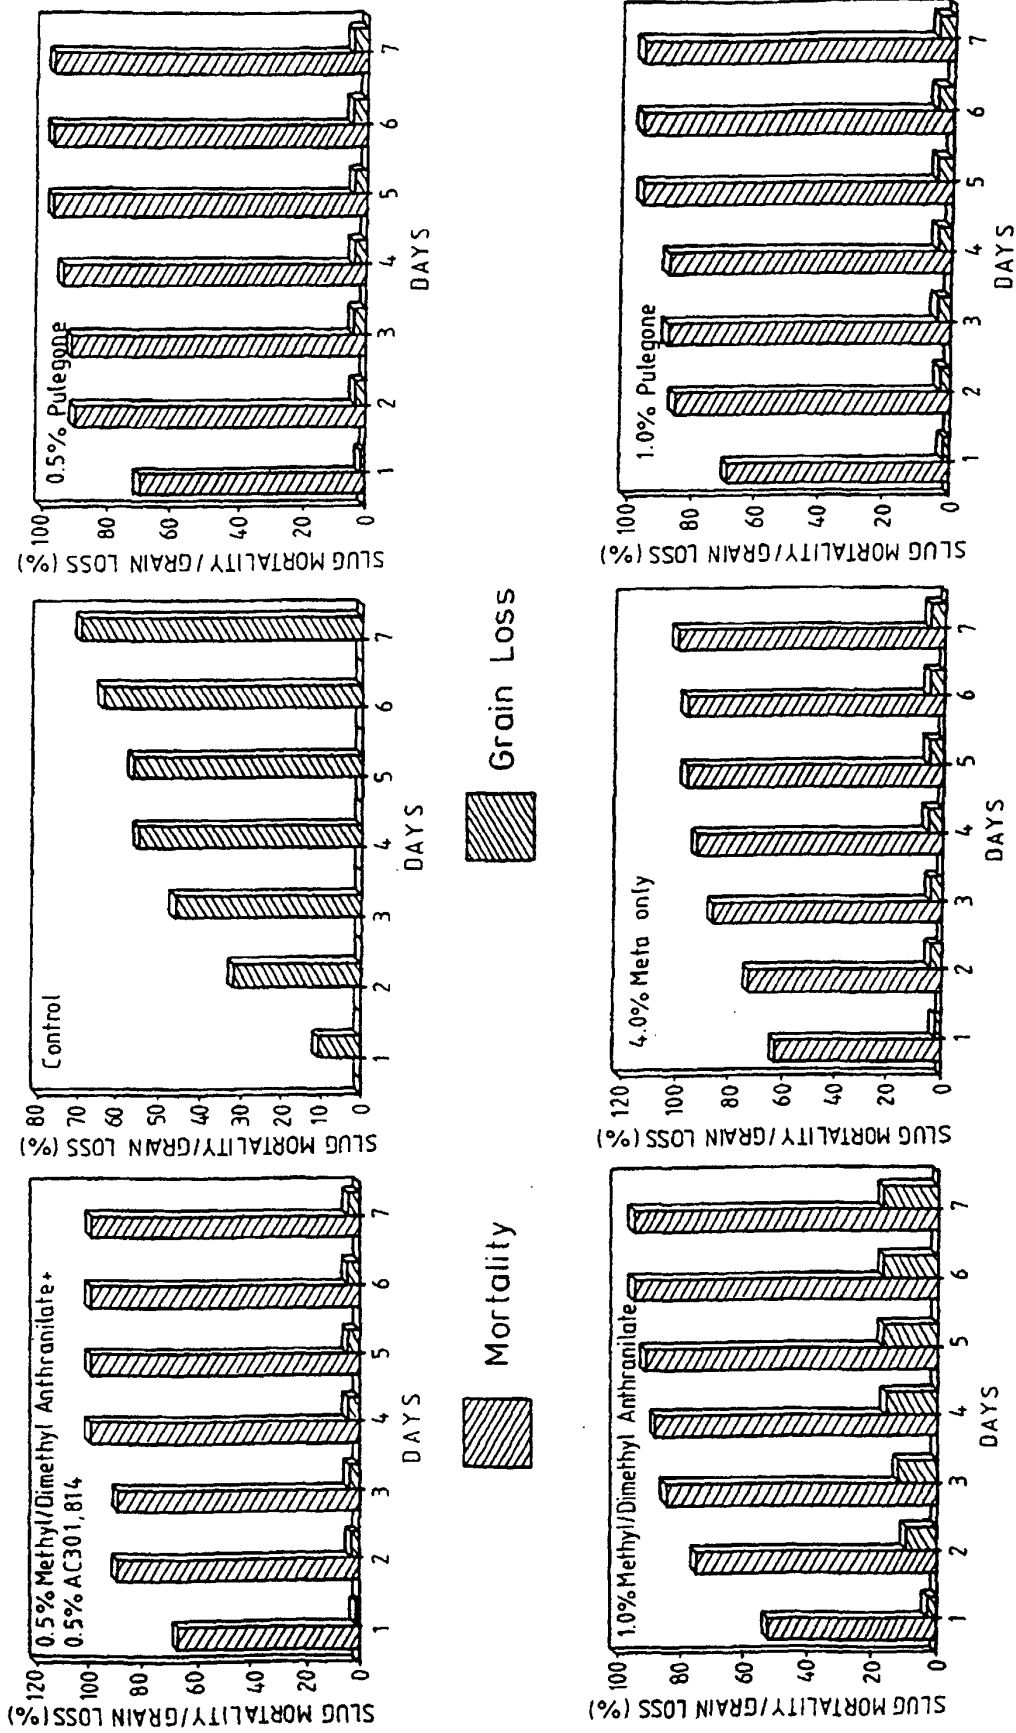 SLUG MORTALITY/GRAIN LOSS (%)
120
100
80
60
40
20
0
0.5% Methyl/Dimethyl Anthranilate+
0.5% AC301,814
1 2 3 4 5 6 7
DAYS
SLUG MORTALITY/GRAIN LOSS (%)
80
70
60
50
40
30
20
10
0
Control
1 2 3 4 5 6 7
DAYS
SLUG MORTALITY/GRAIN LOSS (%)
100
80
60
40
20
0
0.5% Pulegone
1 2 3 4 5 6 7
DAYS
Mortality
Grain Loss
SLUG MORTALITY/GRAIN LOSS (%)
100
80
60
40
20
0
1.0% Methyl/Dimethyl Anthranilate
1 2 3 4 5 6 7
DAYS
SLUG MORTALITY/GRAIN LOSS (%)
120
100
80
60
40
20
0
4.0% Meta only
1 2 3 4 5 6 7
DAYS
SLUG MORTALITY/GRAIN LOSS (%)
100
80
60
40
20
0
1.0% Pulegone
1 2 3 4 5 6 7
DAYS